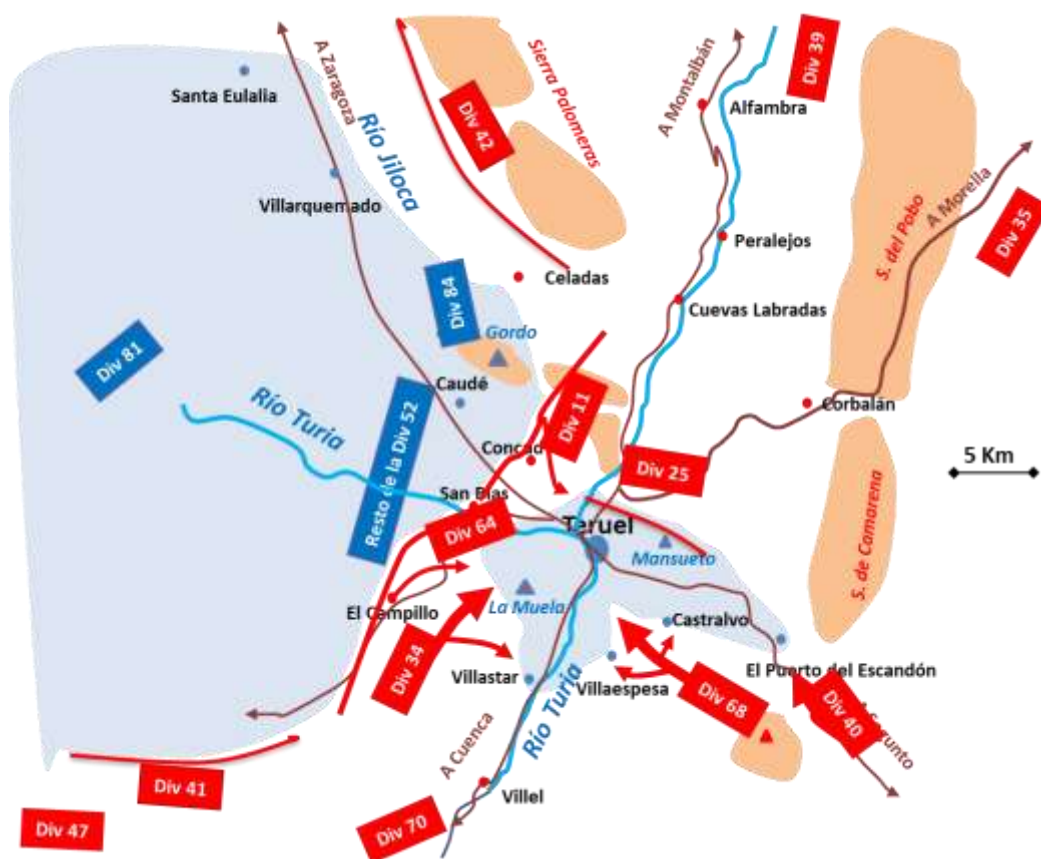 Div 39
Sierra Palomeras
A Zaragoza
A Montalbán
Santa Eulalia
Div 42
Alfambra
Río Jiloca
A Morella
Villarquemado
Div 35
Peralejos
S. del Pobo
Celadas
Div 84
Cuevas Labradas
Gordo
Div 81
Caudé
Corbalán
Río Turia
Div 11
Resto de la Div 52
Concud
5 Km
Div 25
San Blas
Div 64
Teruel
Mansueto
S. de Camarena
El Campillo
La Muela
Castralvo
Div 34
Villastar
Villaespesa
El Puerto del Escandón
Div 68
Div 40
A Sagunto
Río Turia
A Cuenca
Div 41
Villel
Div 47
Div 70